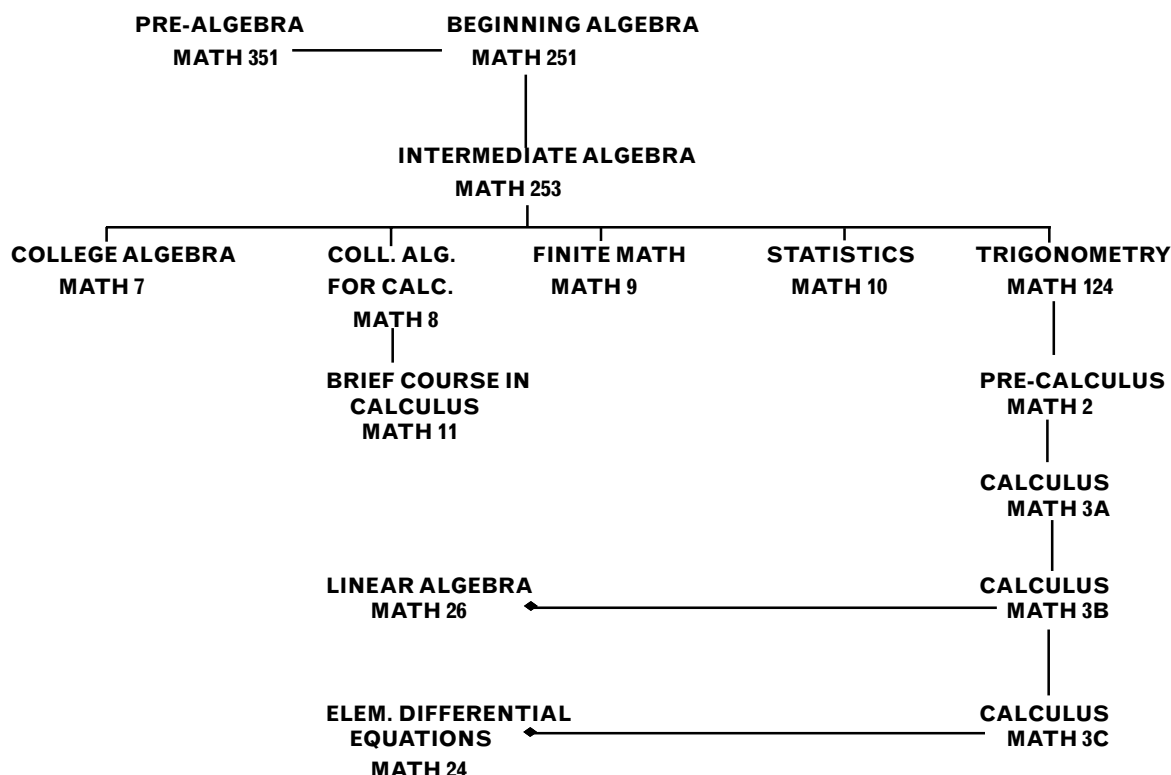 PRE-ALGEBRA
MATH 351
BEGINNING ALGEBRA
MATH 251
INTERMEDIATE ALGEBRA
MATH 253
COLLEGE ALGEBRA
MATH 7
COLL. ALG.
FOR CALC.
MATH 8
FINITE MATH
MATH 9
STATISTICS
MATH 10
TRIGONOMETRY
MATH 124
BRIEF COURSE IN
CALCULUS
MATH 11
PRE-CALCULUS
MATH 2
CALCULUS
MATH 3A
LINEAR ALGEBRA
MATH 26
CALCULUS
MATH 3B
ELEM. DIFFERENTIAL
EQUATIONS
MATH 24
CALCULUS
MATH 3C